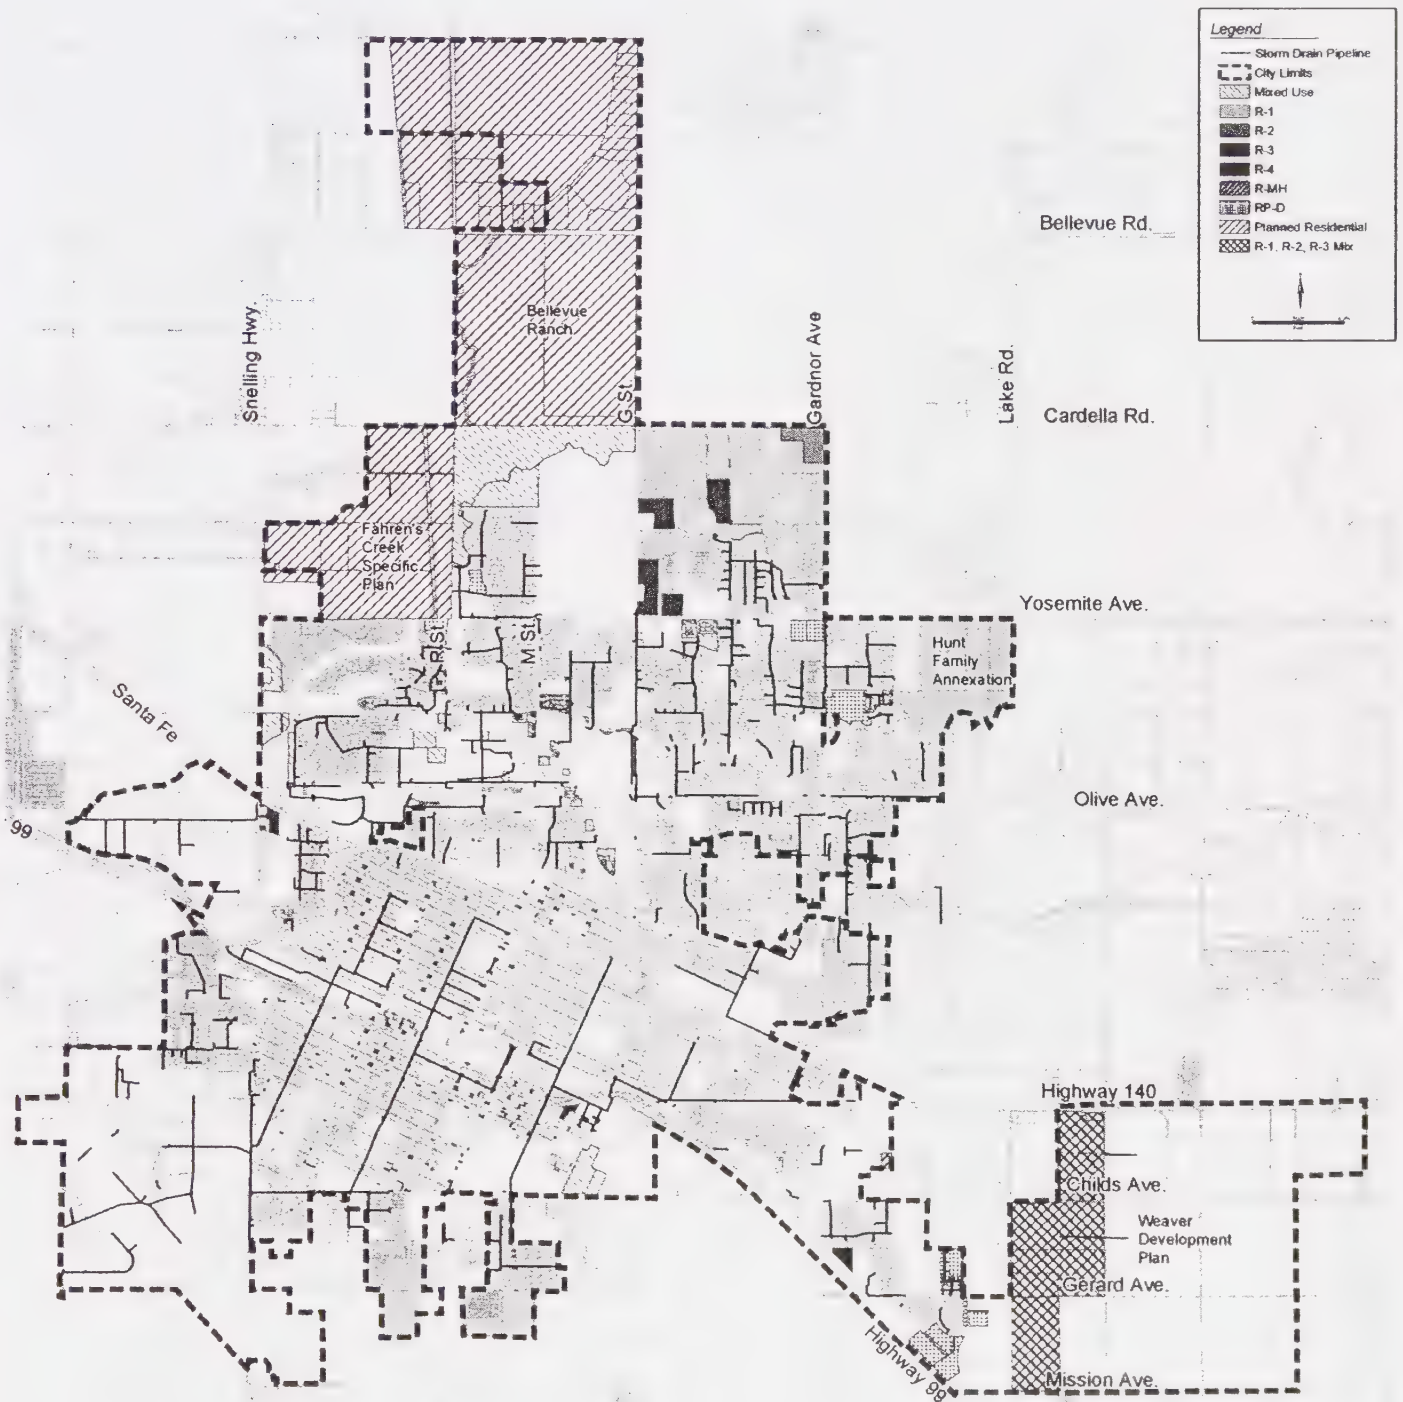 Legend
Storm Drain Pipeline
City Limits
Mixed Use
R-1
R-2
R-3
R-4
R-MH
RP-D
Planned Residential
R-1, R-2, R-3 Mix
Bellevue Rd.
Bellevue
Ranch
Snelling Hwy.
G St.
Gardnor Ave
Lake Rd.
Cardella Rd.
Fahren's
Creek
Specific
Plan
Yosemite Ave.
R St.
M St.
Hunt
Family
Annexation
Santa Fe
99
Olive Ave.
Highway 140
Childs Ave.
Weaver
Development
Plan
Gerard Ave.
Highway 99
Mission Ave.